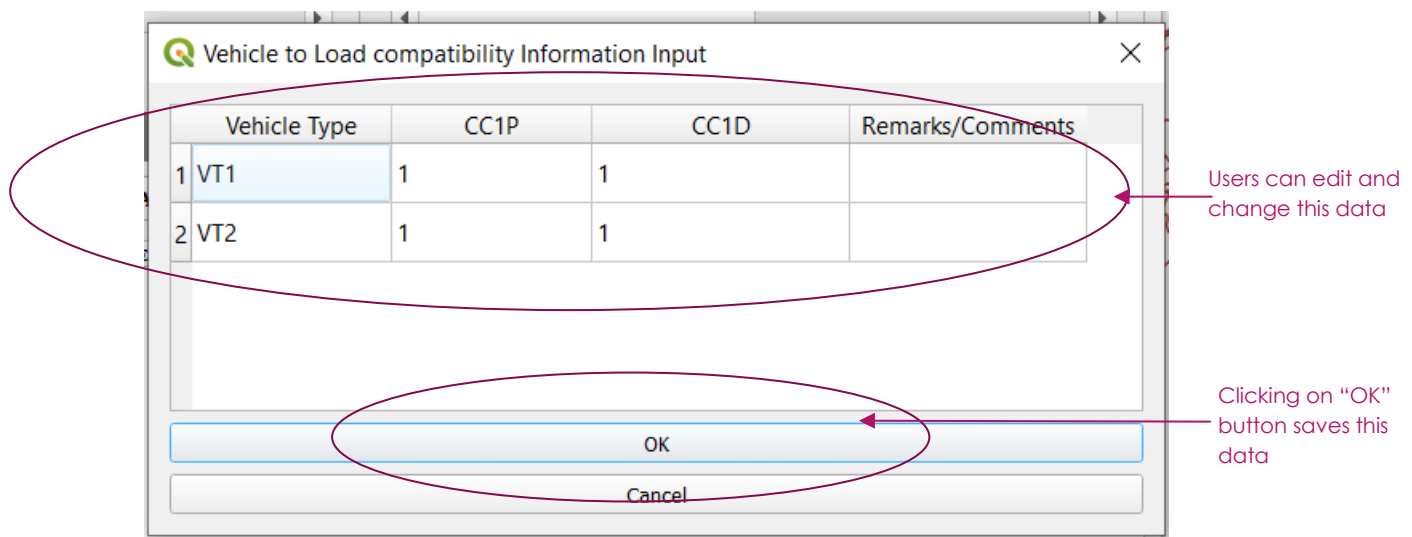 Vehicle to Load compatibility Information Input
Vehicle Type CC1P CC1D Remarks/Comments
1 VT1 1 1
2 VT2 1 1
Users can edit and
change this data
Clicking on “OK”
button saves this
data
OK
Cancel